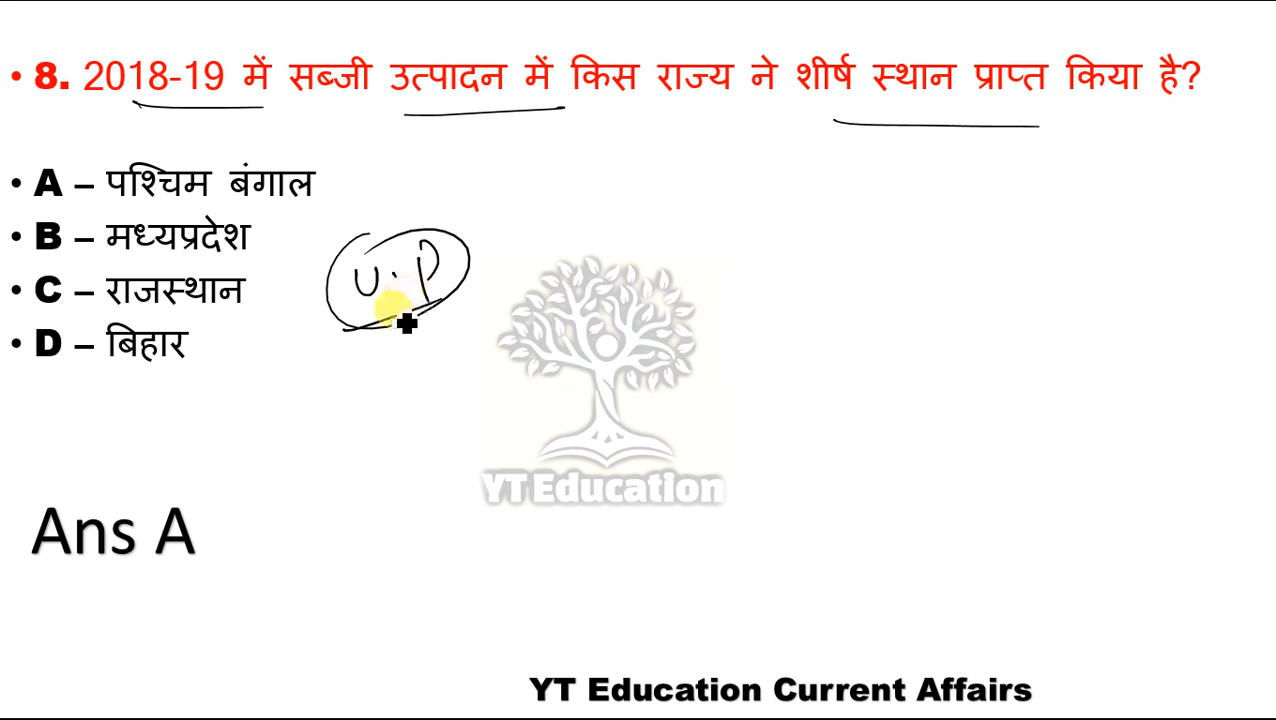 • 8. 2018-19 में सब्जी उत्पादन में किस राज्य ने शीर्ष स्थान प्राप्त किया है?
• A – पश्चिम बंगाल
• B – मध्यप्रदेश
U.P
• C – राजस्थान
• D – बिहार
YT Education
Ans A
YT Education Current Affairs